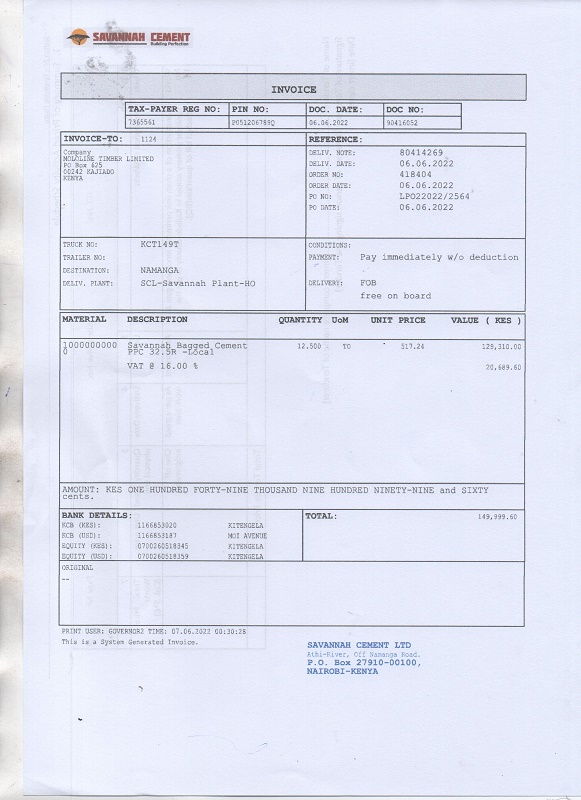 SAVANNAH CEMENT
Building Perfection
INVOICE
TAX-PAYER REG NO: PIN NO: DOC. DATE: DOC NO:
7365561 P051206789Q 06.06.2022 90416052
INVOICE-TO: 1124 REFERENCE:
Company
MOLOLINE TIMBER LIMITED
PO Box 625
00242 KAJIADO
KENYA
DELIV. NOTE: 80414269
DELIV. DATE: 06.06.2022
ORDER NO: 418404
ORDER DATE: 06.06.2022
PO NO: LPO22022/2564
PO DATE: 06.06.2022
TRUCK NO: KCT149T
TRAILER NO:
DESTINATION: NAMANGA
DELIV. PLANT: SCL-Savannah Plant-HO
CONDITIONS:
PAYMENT: Pay immediately w/o deduction
DELIVERY: FOB
free on board
MATERIAL DESCRIPTION QUANTITY UoM UNIT PRICE VALUE ( KES )
1000000000 Savannah Bagged Cement 12.500 TO 517.24 129,310.00
0 PPC 32.5R -Local
VAT @ 16.00 % 20,689.60
AMOUNT: KES ONE HUNDRED FORTY-NINE THOUSAND NINE HUNDRED NINETY-NINE and SIXTY
cents.
BANK DETAILS: TOTAL: 149,999.60
KCB (KES): 1166853020 KITENGELA
KCB (USD): 1166853187 MOI AVENUE
EQUITY (KES): 0700260518345 KITENGELA
EQUITY (USD): 0700260518359 KITENGELA
ORIGINAL
--
PRINT USER: GOVERNOR2 TIME: 07.06.2022 00:30:28
This is a System Generated Invoice.
SAVANNAH CEMENT LTD
Athi-River, Off Namanga Road.
P.O. Box 27910-00100,
NAIROBI-KENYA